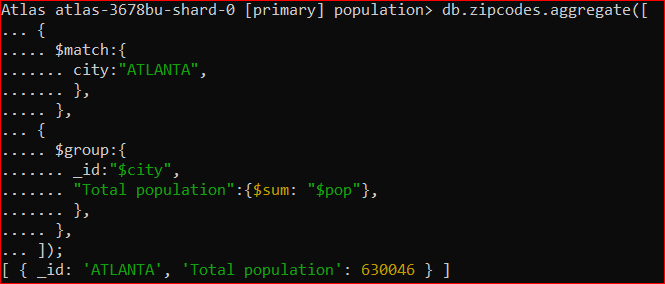 Atlas atlas-3678bu-shard-0 [primary] population> db.zipcodes.aggregate([
... {
..... $match:{
....... city:"ATLANTA",
....... },
..... },
... {
..... $group:{
....... _id:"$city",
....... "Total population":{$sum: "$pop"},
....... },
..... },
... ]);
[ { _id: 'ATLANTA', 'Total population': 630046 } ]